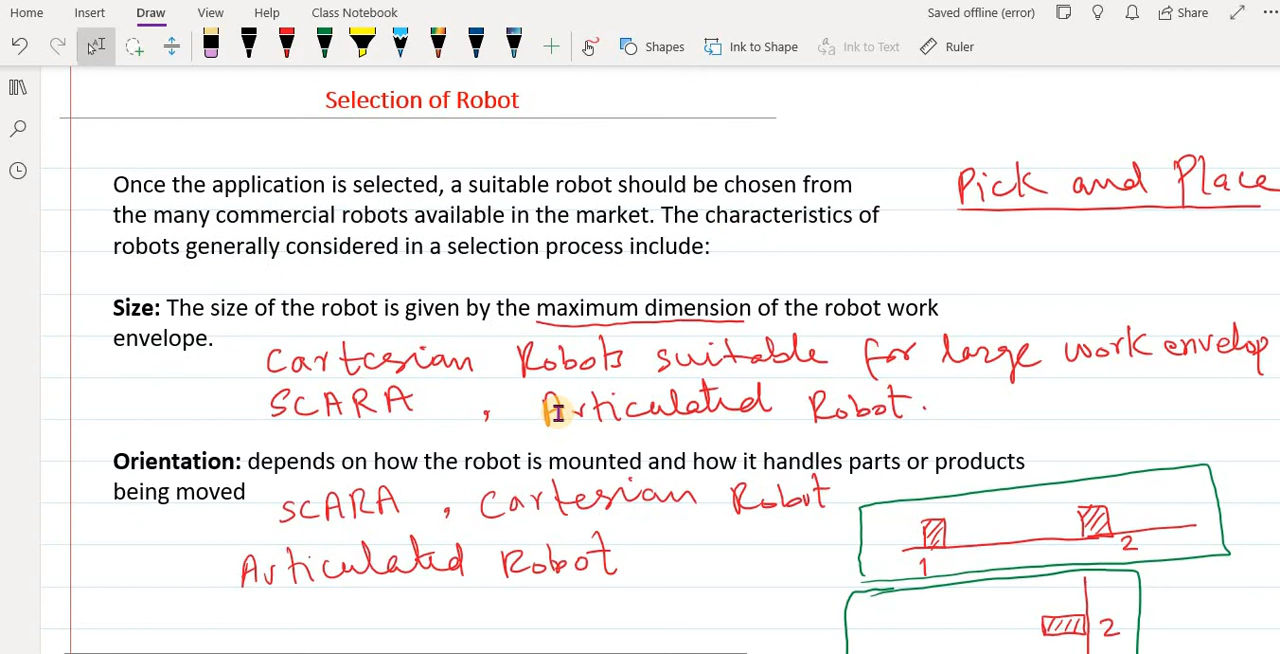 Home Insert Draw View Help Class Notebook Saved offline (error) Share
Shapes Ink to Shape Ink to Text Ruler
Selection of Robot
Pick and Place
Once the application is selected, a suitable robot should be chosen from
the many commercial robots available in the market. The characteristics of
robots generally considered in a selection process include:
Size: The size of the robot is given by the maximum dimension of the robot work
envelope.
Cartesian Robots suitable for large work envelop
SCARA , Articulated Robot.
Orientation: depends on how the robot is mounted and how it handles parts or products
being moved
SCARA , Cartesian Robot
Articulated Robot
1 2
2